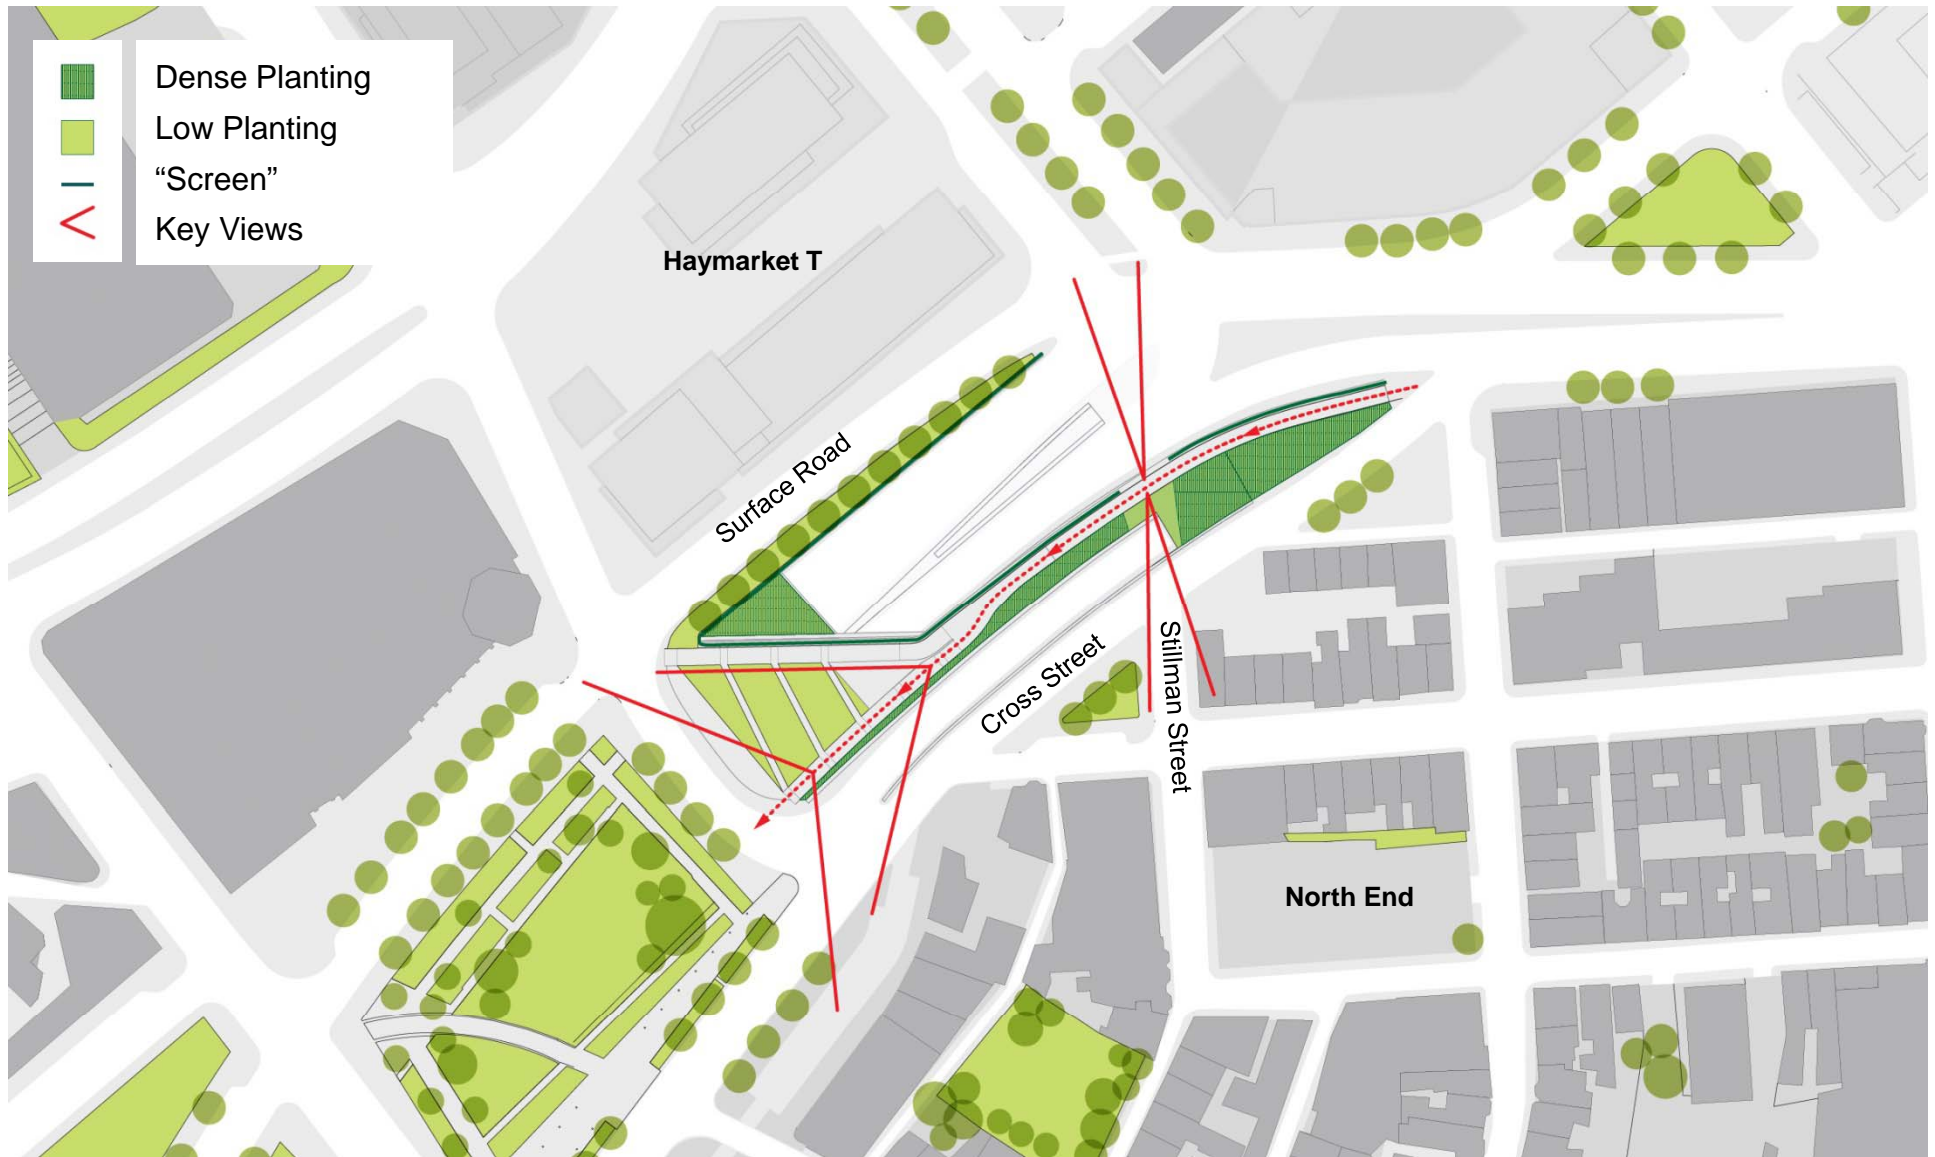 Dense Planting
Low Planting
“Screen”
Key Views
Haymarket T
Surface Road
Cross Street
Stillman Street
North End